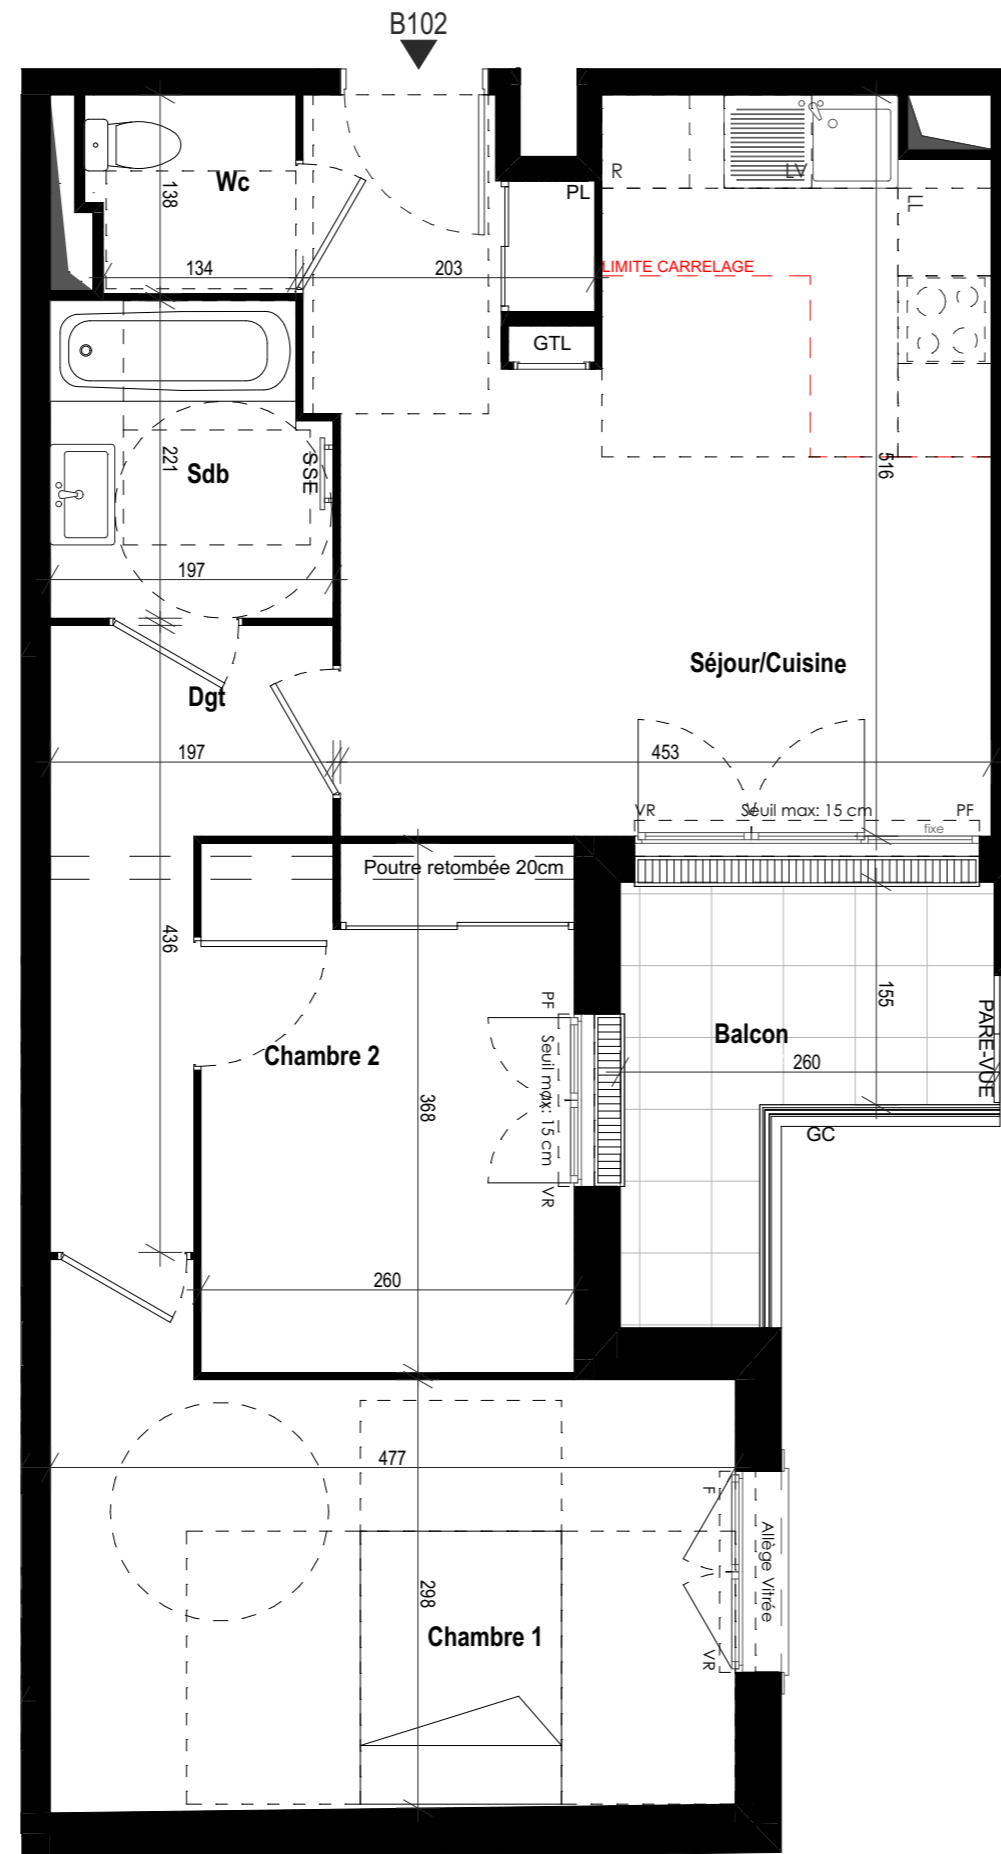 B102
Wc
138
134
203
PL
R
LV
LL
LIMITE CARRELAGE
GTL
221
Sdb
SSE
516
197
Séjour/Cuisine
Dgt
197
453
VR
Seuil max: 15 cm
PF
fixe
Poutre retombée 20cm
436
PF
155
Balcon
PARE-VUE
Chambre 2
Seuil max: 15 cm
260
368
GC
VR
260
477
F
Allège Vitrée
298
Chambre 1
VR